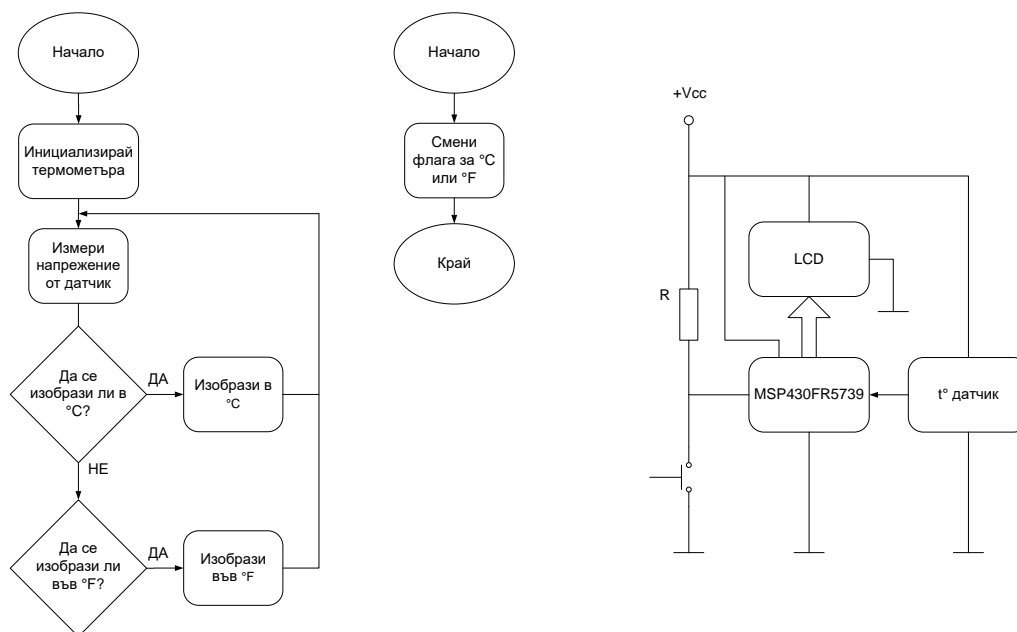 Начало
Инициализирай
термометъра
Измери
напрежение
от датчик
Да се
изобрази ли в
°C?
ДА
Изобрази в
°C
НЕ
Да се
изобрази ли
във °F?
ДА
Изобрази
във °F
Начало
Смени
флага за °C
или °F
Край
+Vcc
LCD
R
MSP430FR5739
t° датчик